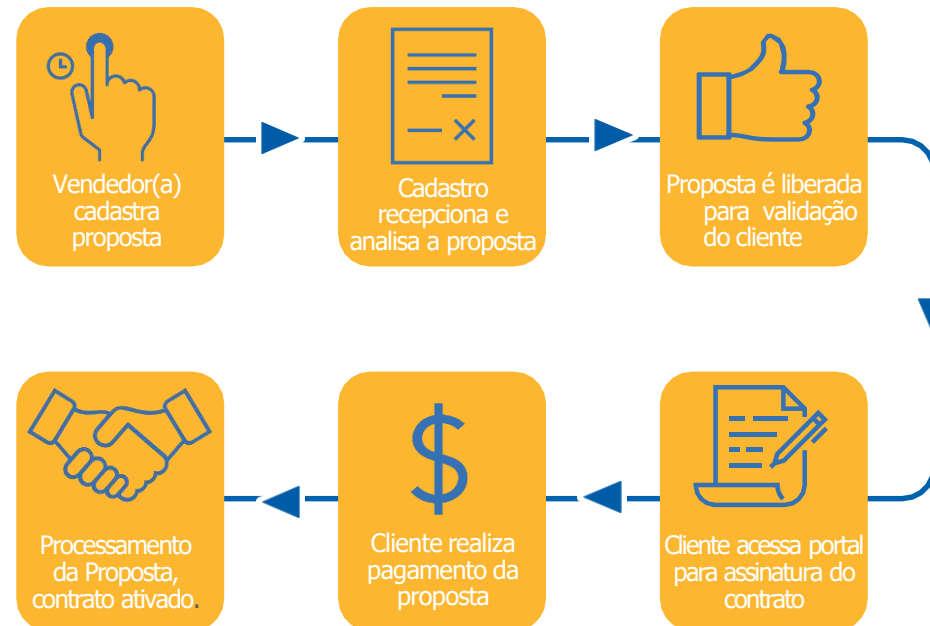 Vendedor(a)
cadastra
proposta
Cadastro
recepciona e
analisa a proposta
Proposta é liberada
para validação
do cliente
Cliente acessa portal
para assinatura do
contrato
Cliente realiza
pagamento da
proposta
Processamento
da Proposta,
contrato ativado.